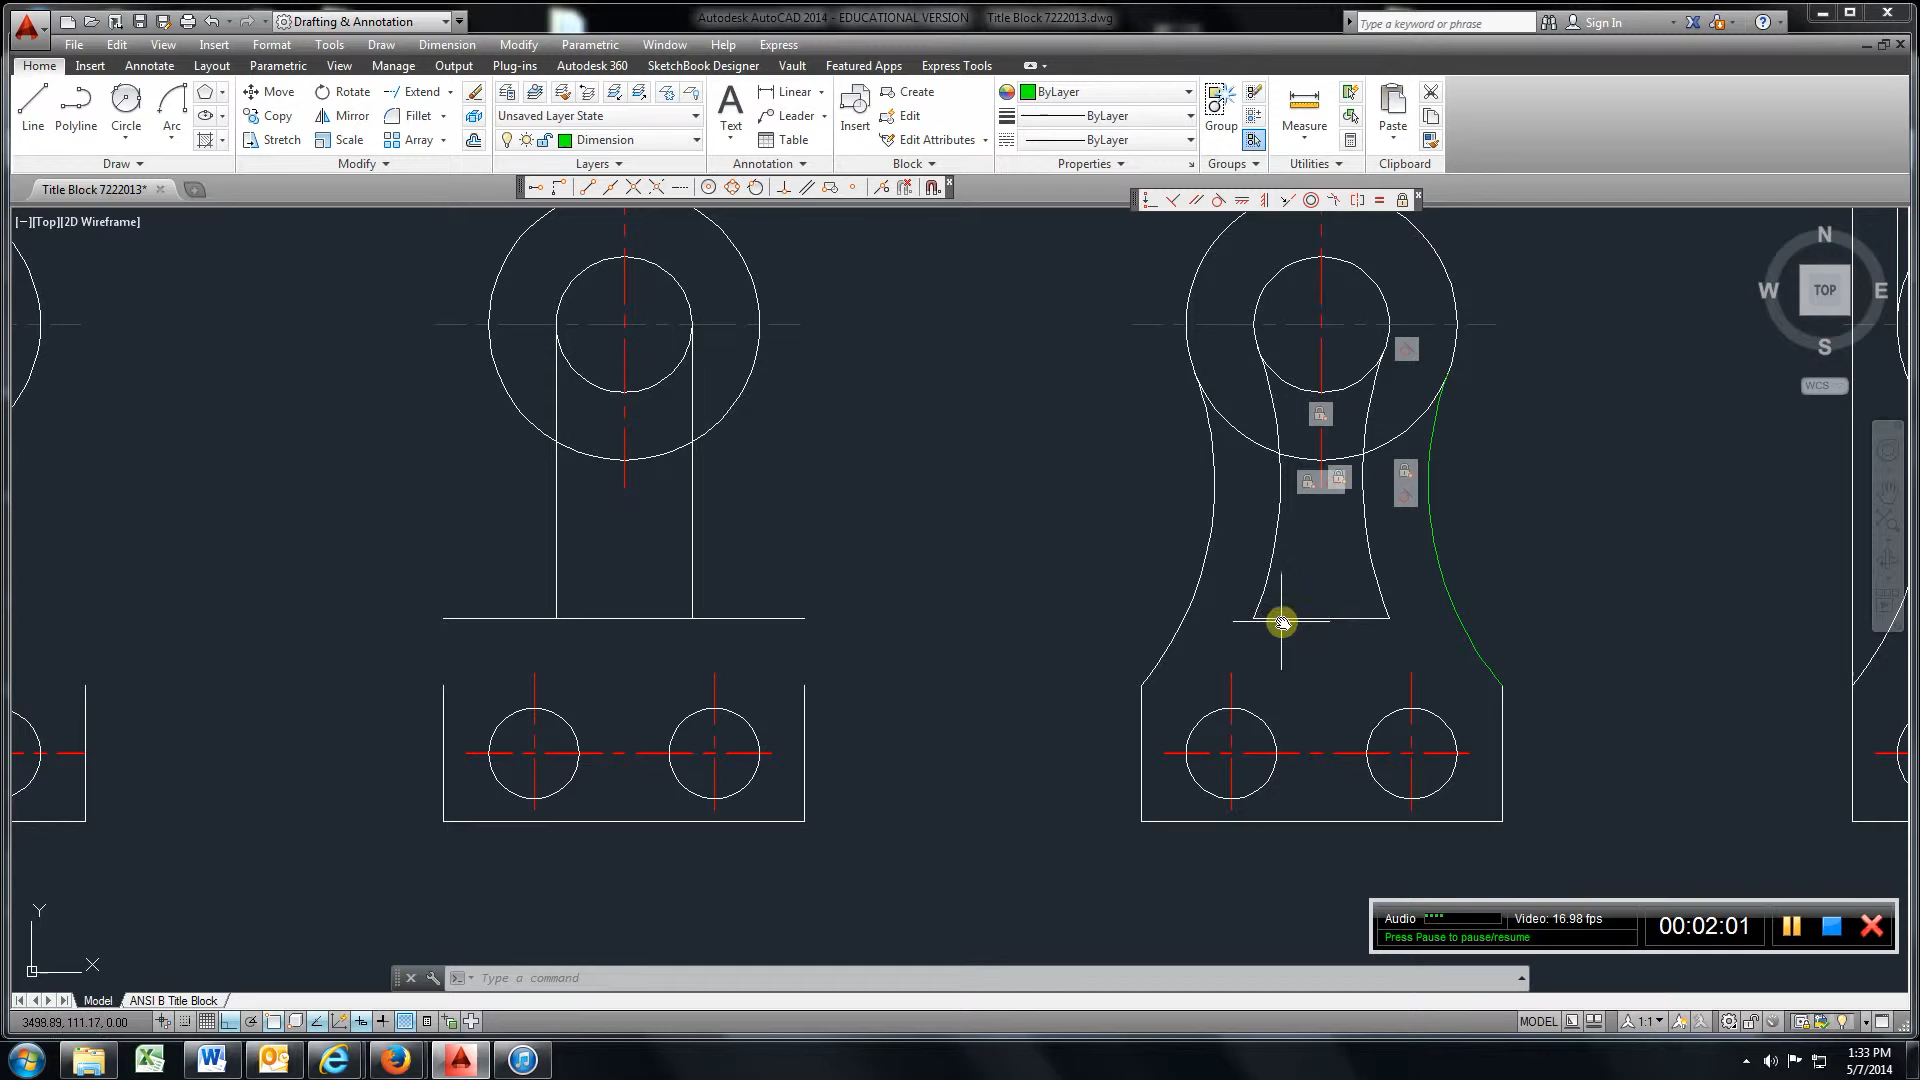 Drafting & Annotation
Autodesk AutoCAD 2014 - EDUCATIONAL VERSION Title Block 7222013.dwg
Type a keyword or phrase
Sign In
File Edit View Insert Format Tools Draw Dimension Modify Parametric Window Help Express
Home Insert Annotate Layout Parametric View Manage Output Plug-ins Autodesk 360 SketchBook Designer Vault Featured Apps Express Tools
Move Rotate Extend
Linear
Create
ByLayer
Copy Mirror Fillet
Unsaved Layer State
Leader
Edit
ByLayer
Line Polyline Circle Arc
Text
Insert
Group Measure Paste
Stretch Scale Array
Dimension
Table
Edit Attributes
ByLayer
Draw Modify Layers Annotation Block Properties Groups Utilities Clipboard
Title Block 7222013*
[−][Top][2D Wireframe]
N
W TOP E
S
WCS
Y
X
Audio Video: 16.98 fps
Press Pause to pause/resume
00:02:01
Type a command
Model ANSI B Title Block
3499.89, 111.17, 0.00
MODEL
1:1
1:33 PM
5/7/2014